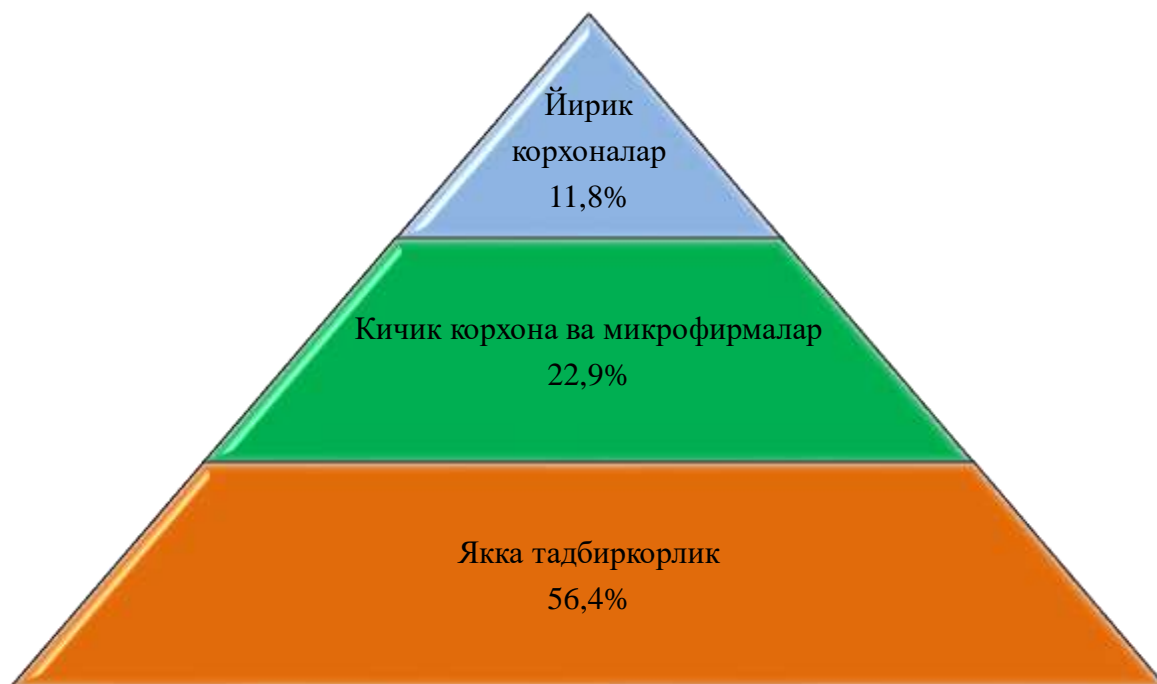 Йирик
корхоналар
11,8%
Кичик корхона ва микрофирмалар
22,9%
Якка тадбиркорлик
56,4%